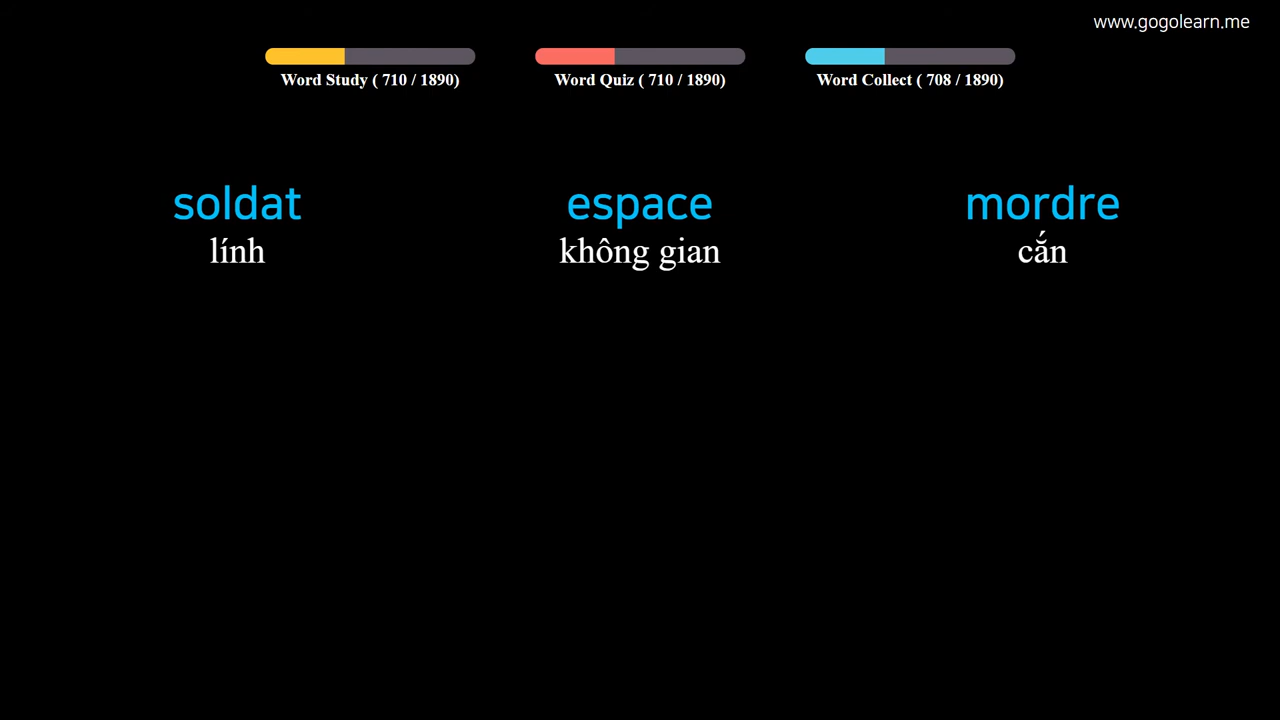 www.gogolearn.me
Word Study ( 710 / 1890)
Word Quiz ( 710 / 1890)
Word Collect ( 708 / 1890)
soldat
lính
espace
không gian
mordre
cắn